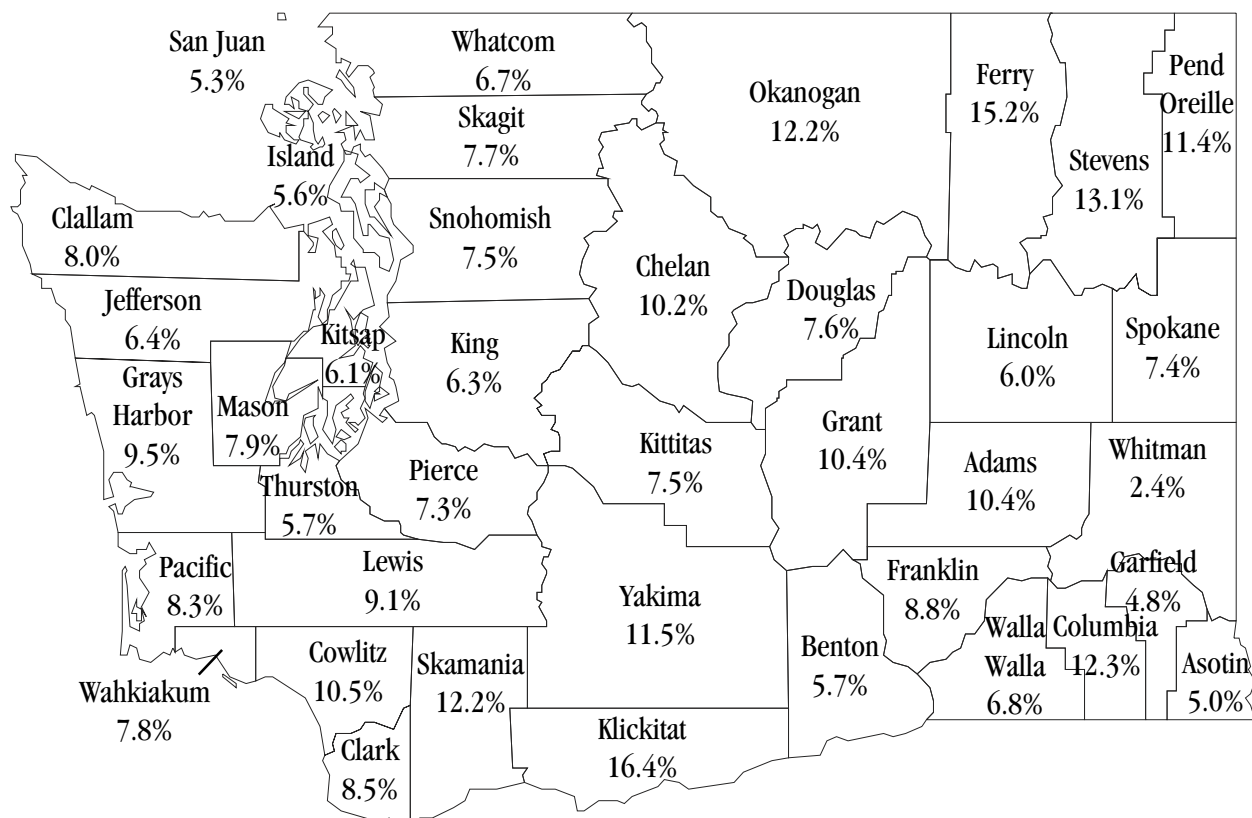 San Juan
5.3%
Whatcom
6.7%
Skagit
7.7%
Island
5.6%
Snohomish
7.5%
Clallam
8.0%
Jefferson
6.4%
Kitsap
6.1%
King
6.3%
Grays
Harbor
9.5%
Mason
7.9%
Thurston
5.7%
Pierce
7.3%
Pacific
8.3%
Lewis
9.1%
Wahkiakum
7.8%
Cowlitz
10.5%
Clark
8.5%
Skamania
12.2%
Okanogan
12.2%
Chelan
10.2%
Douglas
7.6%
Kittitas
7.5%
Grant
10.4%
Yakima
11.5%
Klickitat
16.4%
Benton
5.7%
Ferry
15.2%
Stevens
13.1%
Pend
Oreille
11.4%
Lincoln
6.0%
Spokane
7.4%
Adams
10.4%
Whitman
2.4%
Franklin
8.8%
Walla
Walla
6.8%
Columbia
12.3%
Garfield
4.8%
Asotin
5.0%